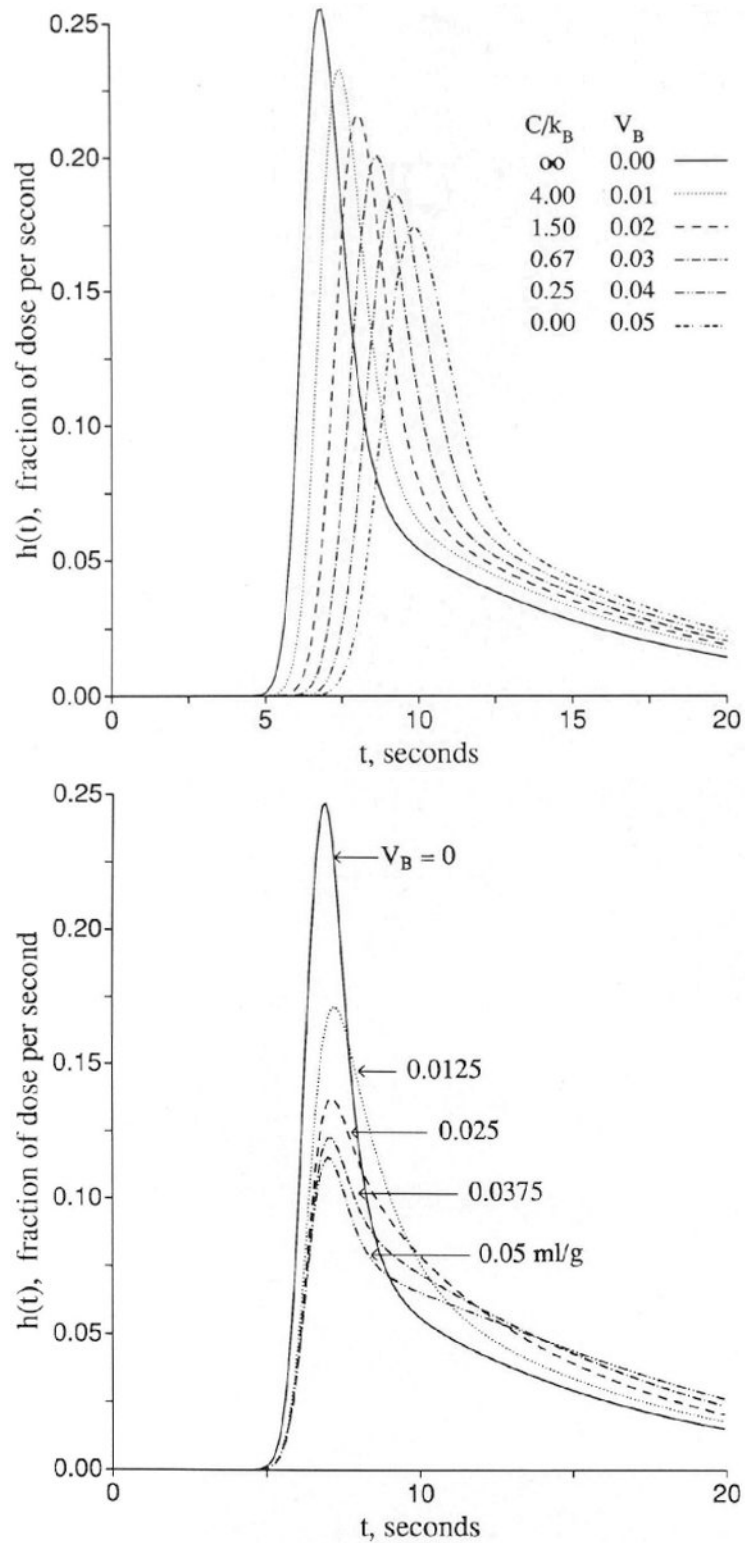 0.25
0.20
0.15
0.10
0.05
0.00
h(t), fraction of dose per second
C/k_B V_B
∞ 0.00
4.00 0.01
1.50 0.02
0.67 0.03
0.25 0.04
0.00 0.05
0 5 10 15 20
t, seconds
0.25
0.20
0.15
0.10
0.05
0.00
h(t), fraction of dose per second
V_B = 0
0.0125
0.025
0.0375
0.05 ml/g
0 10 20
t, seconds